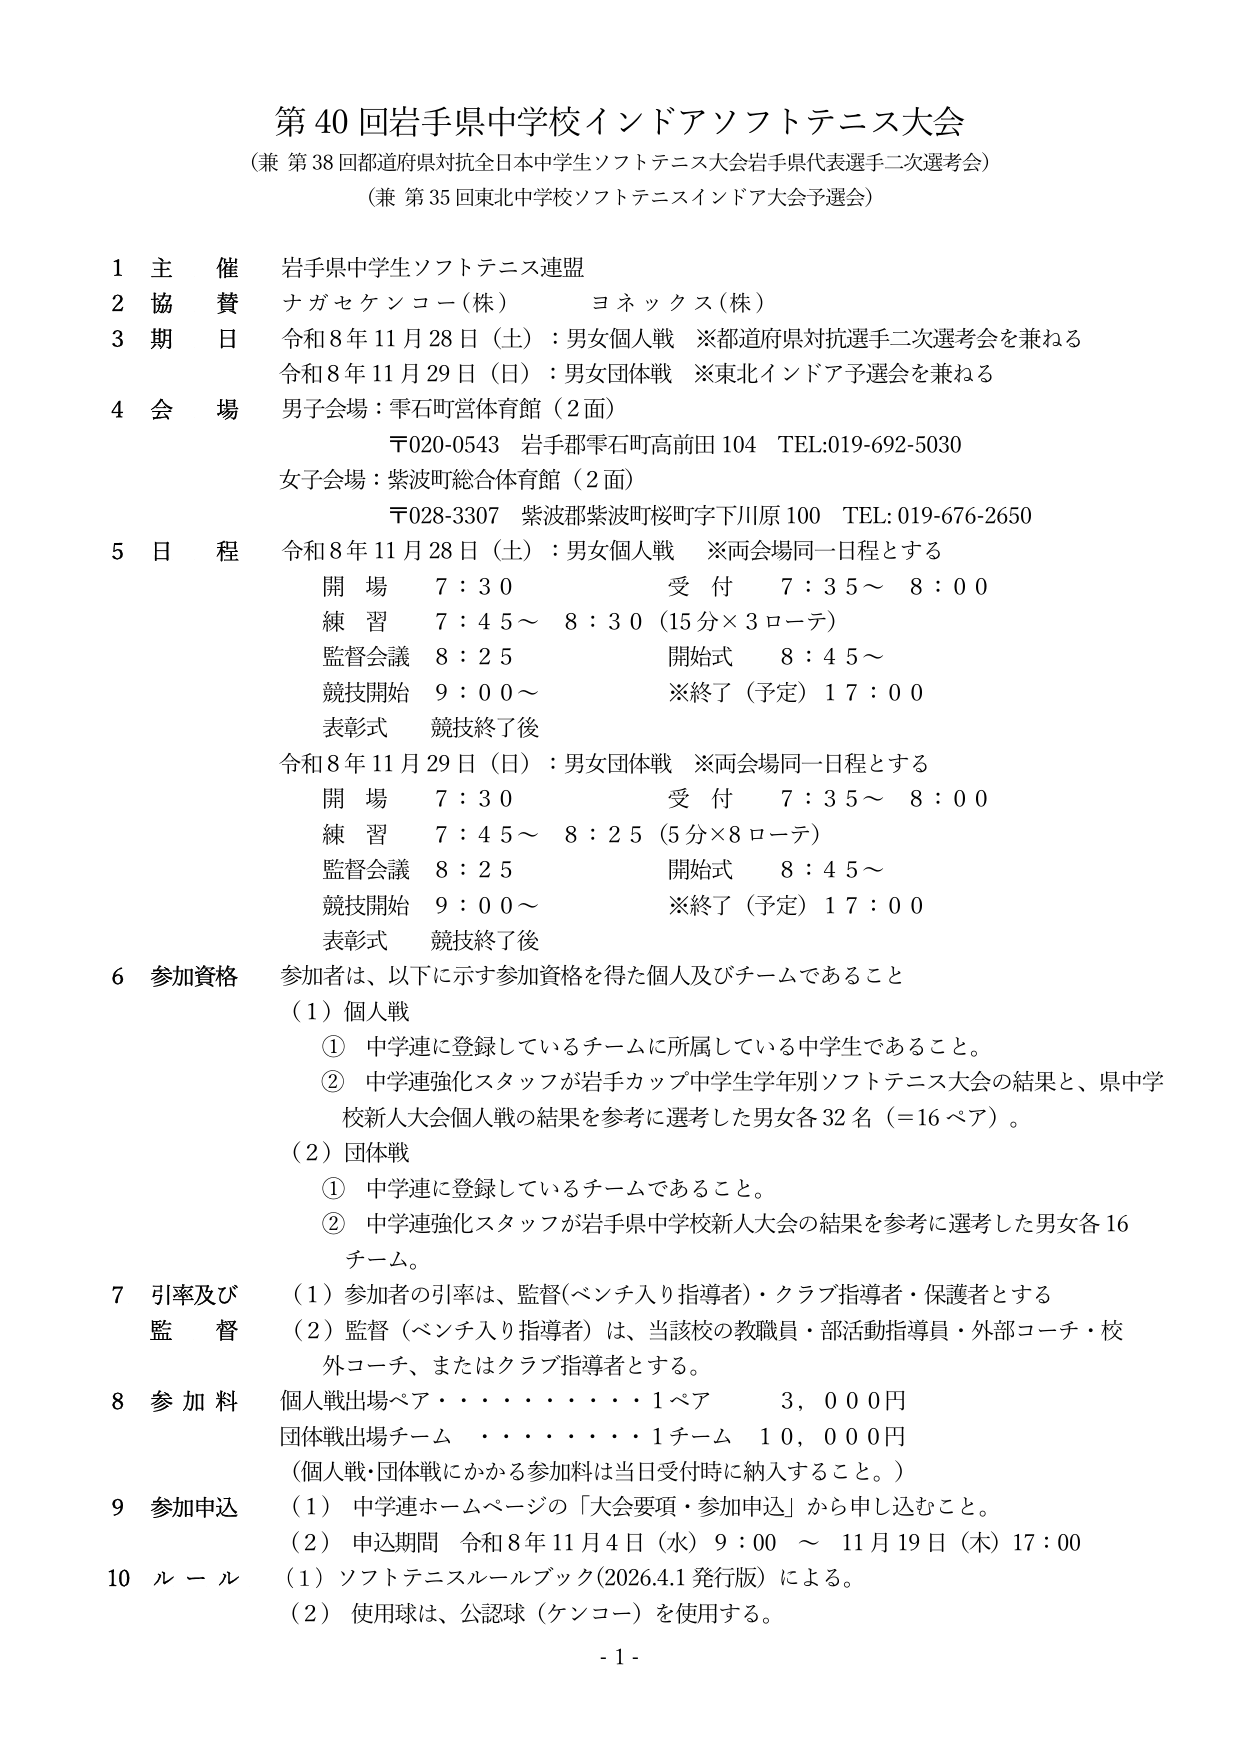 第 40 回岩手県中学校インドアソフトテニス大会
（兼 第 38 回都道府県対抗全日本中学生ソフトテニス大会岩手県代表選手二次選考会）
（兼 第 35 回東北中学校ソフトテニスインドア大会予選会）
1 主　　催　岩手県中学生ソフトテニス連盟
2 協　　賛　ナガセケンコー(株)　　　ヨネックス(株)
3 期　　日　令和８年 11 月 28 日（土）：男女個人戦　※都道府県対抗選手二次選考会を兼ねる
令和８年 11 月 29 日（日）：男女団体戦　※東北インドア予選会を兼ねる
4 会　　場　男子会場：雫石町営体育館（２面）
〒020-0543　岩手郡雫石町高前田 104　TEL:019-692-5030
女子会場：紫波町総合体育館（２面）
〒028-3307　紫波郡紫波町桜町字下川原 100　TEL: 019-676-2650
5 日　　程　令和８年 11 月 28 日（土）：男女個人戦　※両会場同一日程とする
開　場　７：３０　　　受　付　７：３５～　８：００
練　習　７：４５～　８：３０（15 分×３ローテ）
監督会議　８：２５　　　開始式　８：４５～
競技開始　９：００～　　　※終了（予定）１７：００
表彰式　競技終了後
令和８年 11 月 29 日（日）：男女団体戦　※両会場同一日程とする
開　場　７：３０　　　受　付　７：３５～　８：００
練　習　７：４５～　８：２５（5 分×8 ローテ）
監督会議　８：２５　　　開始式　８：４５～
競技開始　９：００～　　　※終了（予定）１７：００
表彰式　競技終了後
6 参加資格　参加者は、以下に示す参加資格を得た個人及びチームであること
（１）個人戦
①　中学連に登録しているチームに所属している中学生であること。
②　中学連強化スタッフが岩手カップ中学生学年別ソフトテニス大会の結果と、県中学
校新人大会個人戦の結果を参考に選考した男女各 32 名（＝16 ペア）。
（２）団体戦
①　中学連に登録しているチームであること。
②　中学連強化スタッフが岩手県中学校新人大会の結果を参考に選考した男女各 16
チーム。
7 引率及び　（１）参加者の引率は、監督(ベンチ入り指導者)・クラブ指導者・保護者とする
監　　督　（２）監督（ベンチ入り指導者）は、当該校の教職員・部活動指導員・外部コーチ・校
外コーチ、またはクラブ指導者とする。
8 参 加 料　個人戦出場ペア・・・・・・・・・・１ペア　　　３，０００円
団体戦出場チーム　・・・・・・・・１チーム　１０，０００円
（個人戦・団体戦にかかる参加料は当日受付時に納入すること。）
9 参加申込　（１） 中学連ホームページの「大会要項・参加申込」から申し込むこと。
（２） 申込期間　令和８年 11 月４日（水）９：00　～　11 月 19 日（木）17：00
10 ル ー ル　（１）ソフトテニスルールブック(2026.4.1 発行版）による。
（２） 使用球は、公認球（ケンコー）を使用する。
- 1 -